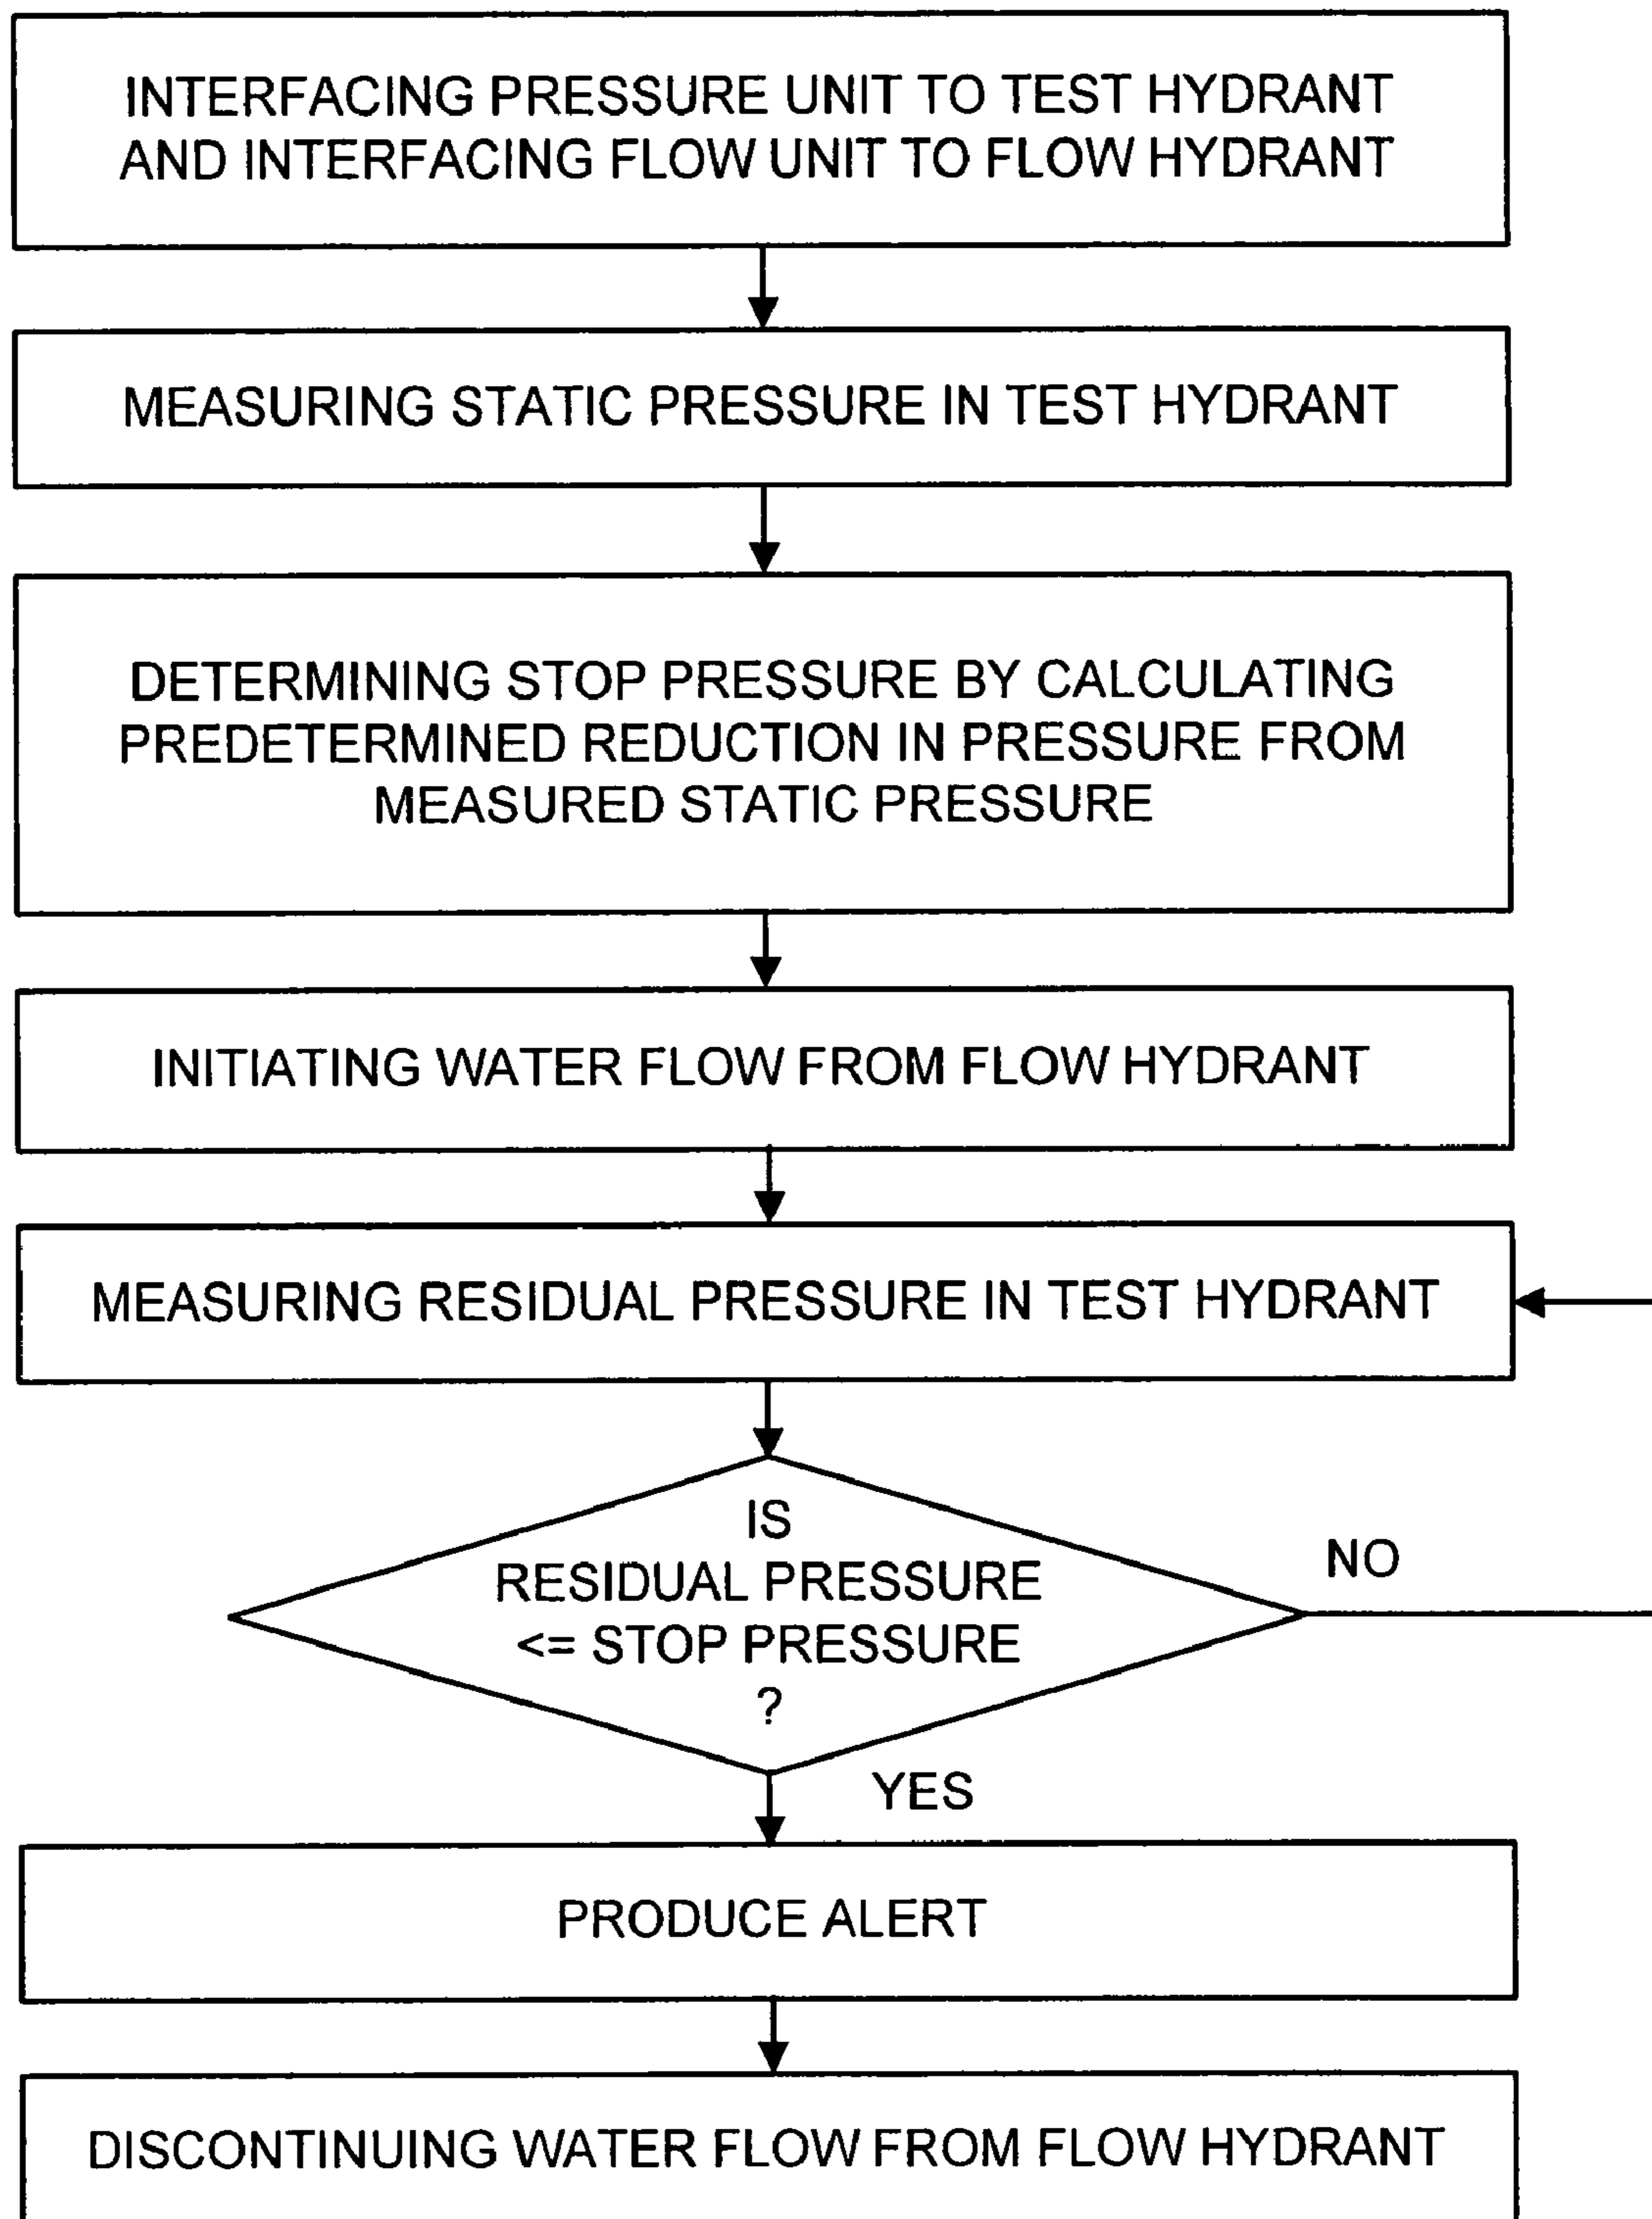 INTERFACING PRESSURE UNIT TO TEST HYDRANT
AND INTERFACING FLOW UNIT TO FLOW HYDRANT
MEASURING STATIC PRESSURE IN TEST HYDRANT
DETERMINING STOP PRESSURE BY CALCULATING
PREDETERMINED REDUCTION IN PRESSURE FROM
MEASURED STATIC PRESSURE
INITIATING WATER FLOW FROM FLOW HYDRANT
MEASURING RESIDUAL PRESSURE IN TEST HYDRANT
IS
RESIDUAL PRESSURE
<= STOP PRESSURE
?
NO
YES
PRODUCE ALERT
DISCONTINUING WATER FLOW FROM FLOW HYDRANT